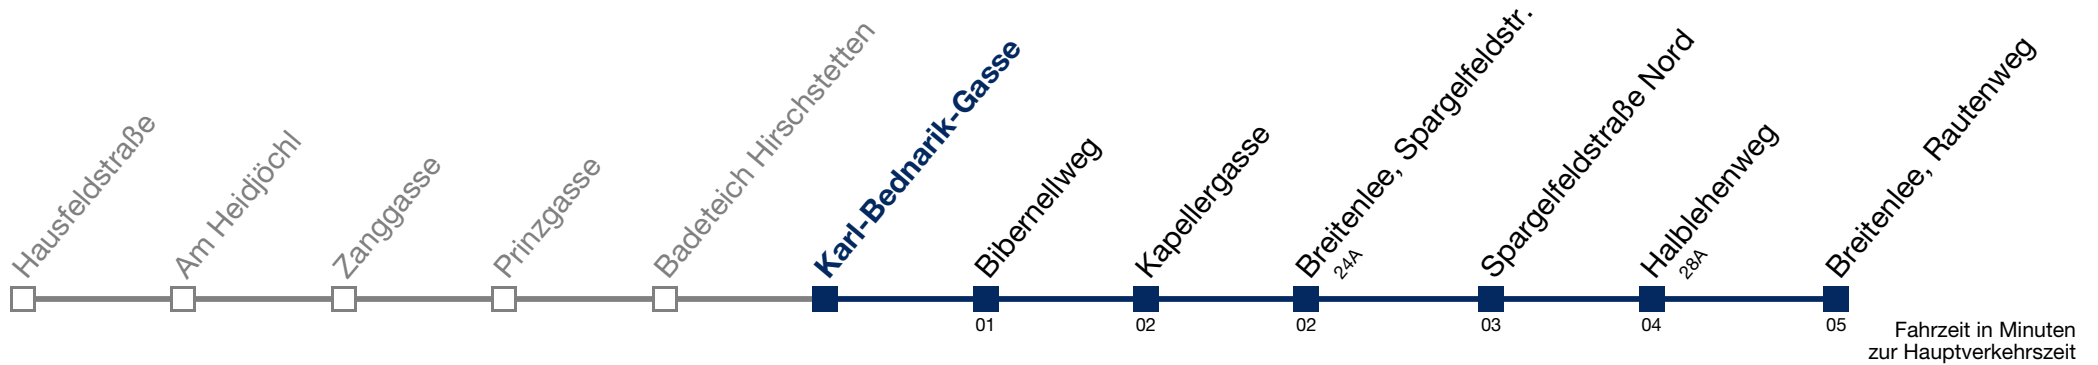 Hausfeldstraße
Am Heidjöchl
Zanggasse
Prinzgasse
Badeteich Hirschstetten
Karl-Bednarik-Gasse
Bibernellweg
Kapellergasse
Breitenlee, Spargelfeldstr.
24A
Spargelfeldstraße Nord
Halblehenweg
28A
Breitenlee, Rautenweg
01
02
02
03
04
05
Fahrzeit in Minuten
zur Hauptverkehrszeit